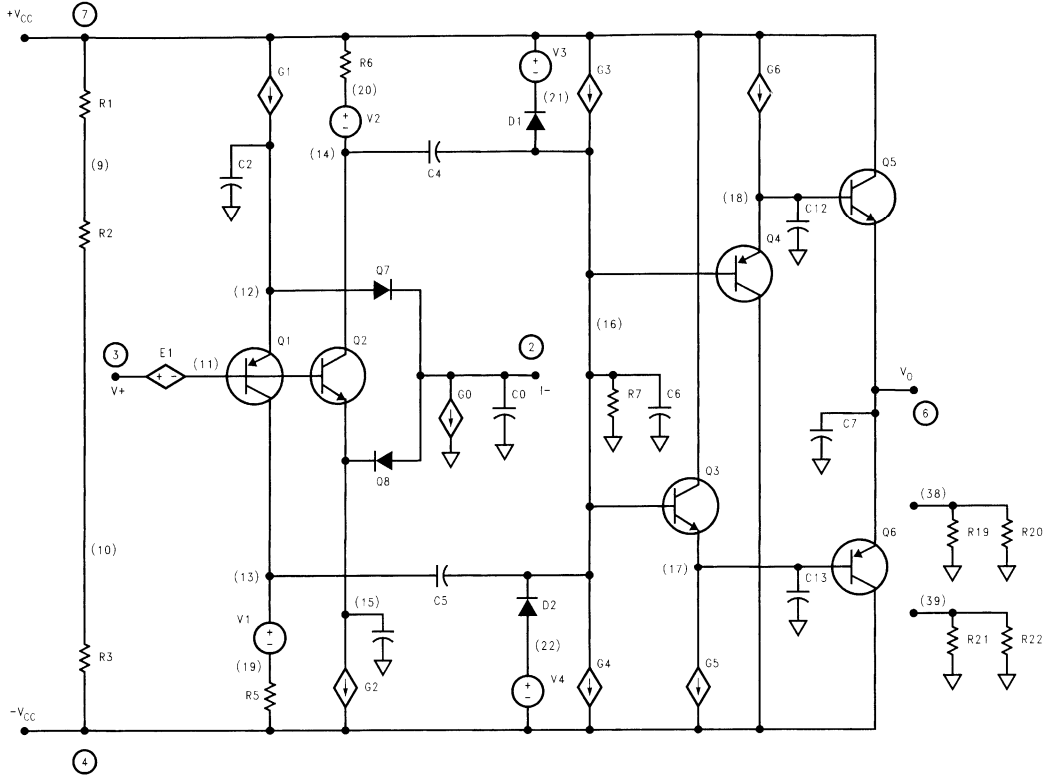 +VCC
7
R1
(9)
R2
(10)
R3
-VCC
4
3
V+
E1
(11)
G1
C2
(12)
Q1
(13)
V1
(19)
R5
R6
(20)
V2
(14)
C4
Q7
Q2
Q8
(15)
G2
C5
V3
(21)
D1
G3
2
I-
G0
C0
(16)
R7
C6
D2
(22)
V4
G4
G6
(18)
C12
Q4
Q5
Q3
(17)
C13
G5
VO
6
C7
Q6
(38)
R19
R20
(39)
R21
R22